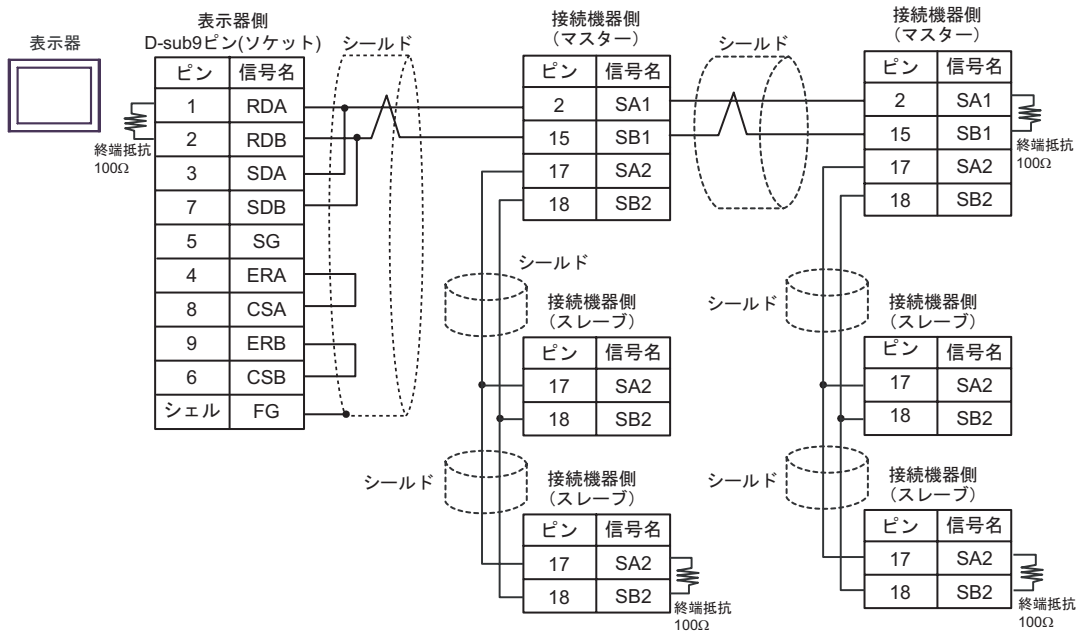 表示器
表示器側
D-sub9ピン(ソケット)
ピン 信号名
1 RDA
2 RDB
3 SDA
7 SDB
5 SG
4 ERA
8 CSA
9 ERB
6 CSB
シェル FG
終端抵抗
100Ω
シールド
接続機器側
（マスター）
ピン 信号名
2 SA1
15 SB1
17 SA2
18 SB2
シールド
接続機器側
（マスター）
ピン 信号名
2 SA1
15 SB1
17 SA2
18 SB2
終端抵抗
100Ω
シールド
接続機器側
（スレーブ）
ピン 信号名
17 SA2
18 SB2
シールド
接続機器側
（スレーブ）
ピン 信号名
17 SA2
18 SB2
シールド
接続機器側
（スレーブ）
ピン 信号名
17 SA2
18 SB2
終端抵抗
100Ω
シールド
接続機器側
（スレーブ）
ピン 信号名
17 SA2
18 SB2
終端抵抗
100Ω